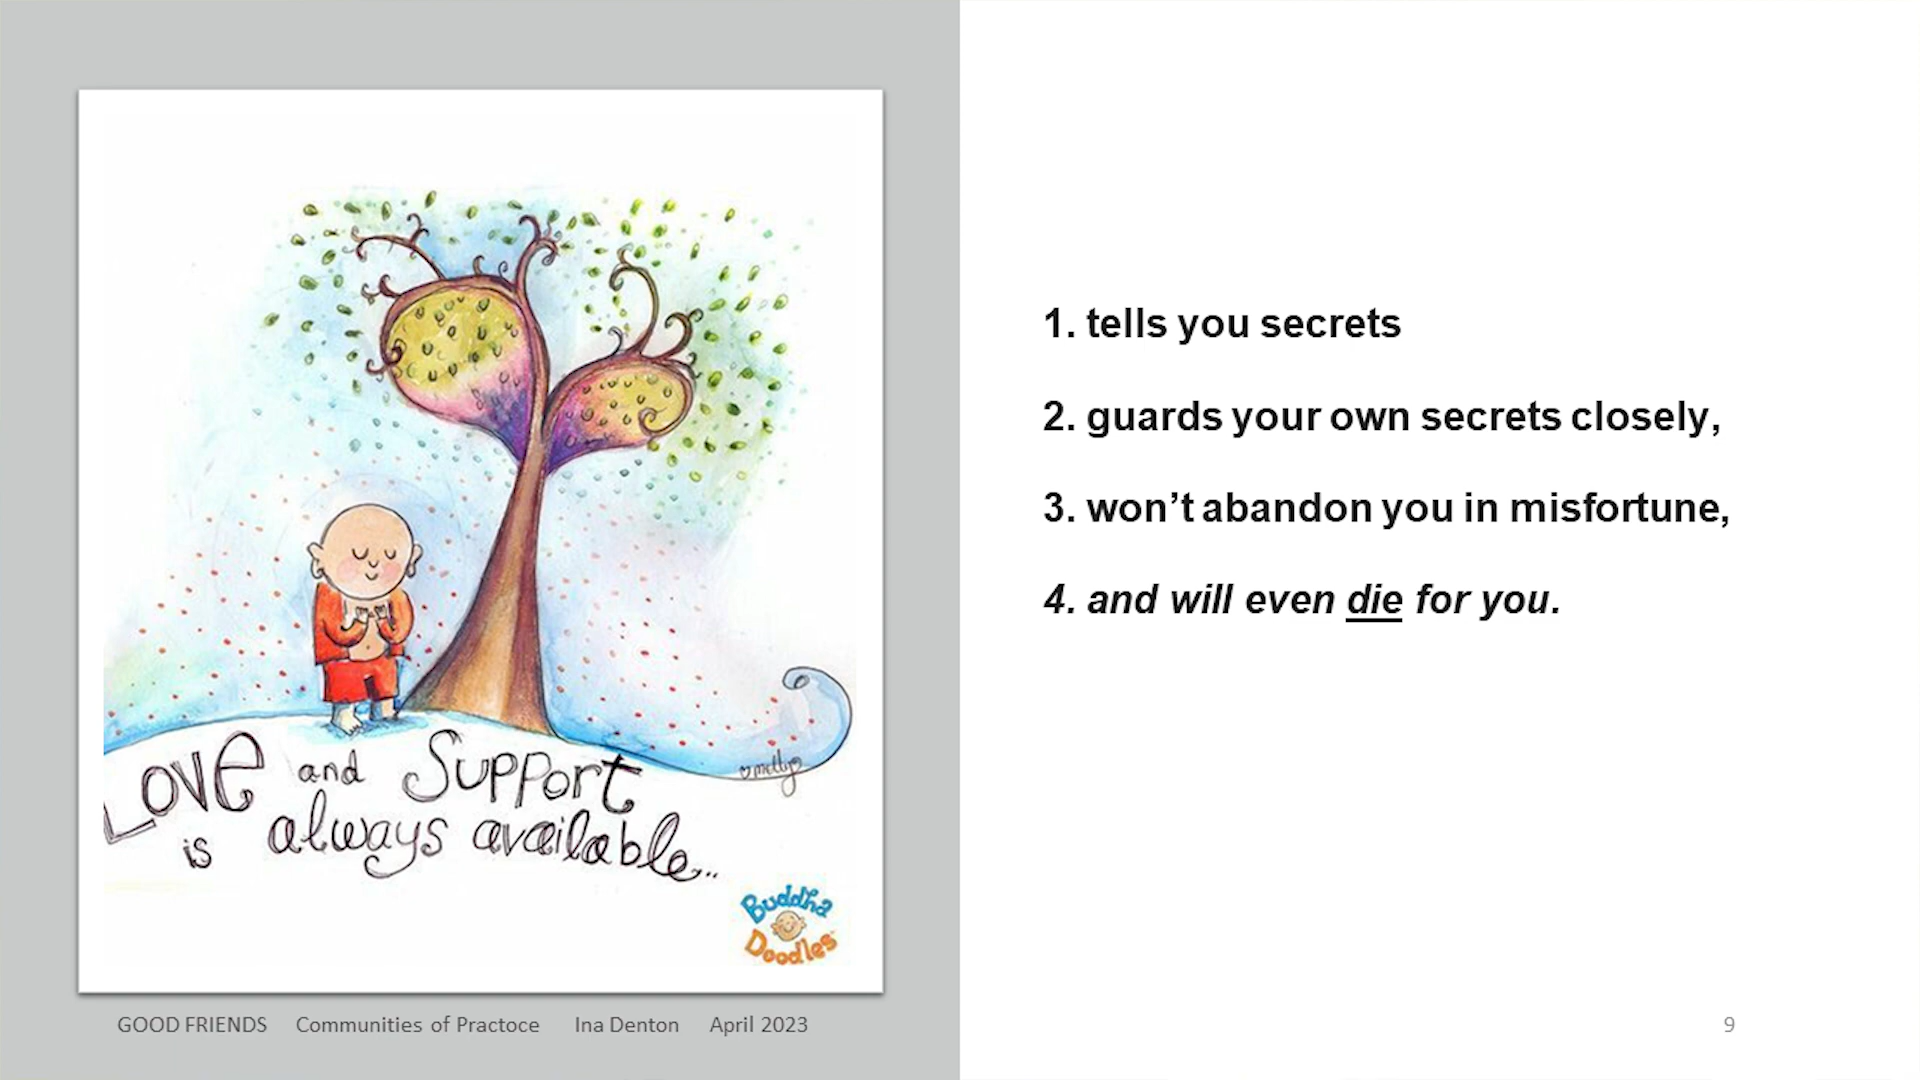 Love and Support
is always available...
molly
Buddha
Doodles
GOOD FRIENDS Communities of Practoce Ina Denton April 2023
1. tells you secrets
2. guards your own secrets closely,
3. won’t abandon you in misfortune,
4. and will even die for you.
9